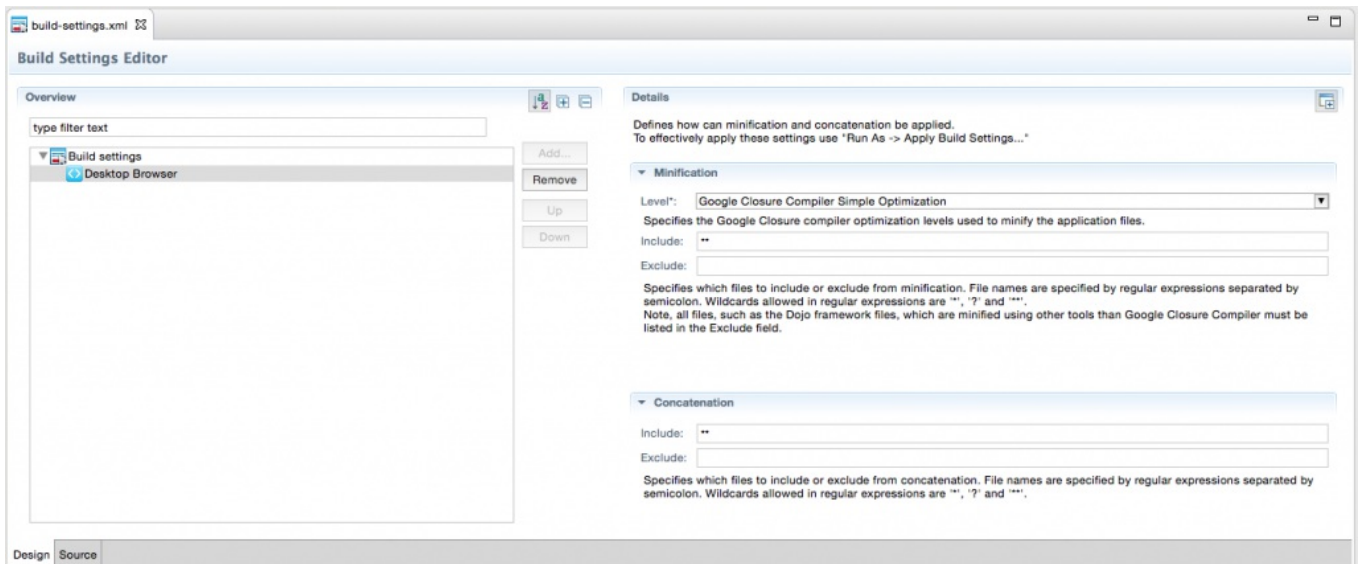 build-settings.xml
Build Settings Editor
Overview
type filter text
Build settings
Desktop Browser
Add...
Remove
Up
Down
Details
Defines how can minification and concatenation be applied.
To effectively apply these settings use "Run As -> Apply Build Settings..."
Minification
Level*: Google Closure Compiler Simple Optimization
Specifies the Google Closure compiler optimization levels used to minify the application files.
Include: **
Exclude:
Specifies which files to include or exclude from minification. File names are specified by regular expressions separated by
semicolon. Wildcards allowed in regular expressions are '*', '?' and '**'.
Note, all files, such as the Dojo framework files, which are minified using other tools than Google Closure Compiler must be
listed in the Exclude field.
Concatenation
Include: **
Exclude:
Specifies which files to include or exclude from concatenation. File names are specified by regular expressions separated by
semicolon. Wildcards allowed in regular expressions are '*', '?' and '**'.
Design Source